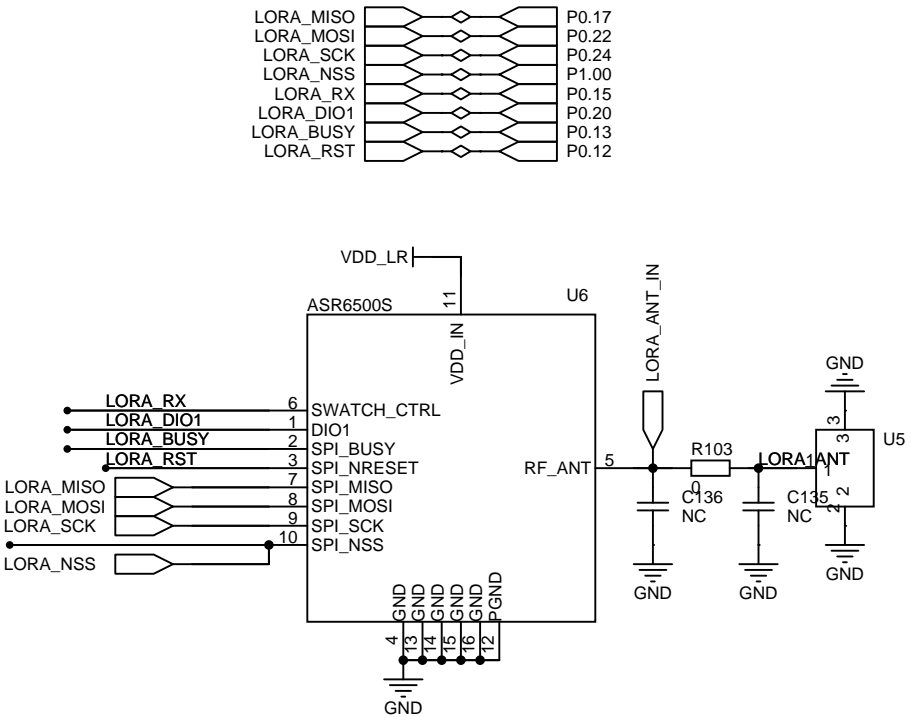 LORA_MISO P0.17
LORA_MOSI P0.22
LORA_SCK P0.24
LORA_NSS P1.00
LORA_RX P0.15
LORA_DIO1 P0.20
LORA_BUSY P0.13
LORA_RST P0.12
VDD_LR
11
ASR6500S
U6
VDD_IN
LORA_ANT_IN
GND
LORA_RX 6 SWATCH_CTRL
LORA_DIO1 1 DIO1
LORA_BUSY 2 SPI_BUSY
LORA_RST 3 SPI_NRESET
LORA_MISO 7 SPI_MISO
LORA_MOSI 8 SPI_MOSI
LORA_SCK 9 SPI_SCK
10 SPI_NSS
LORA_NSS
RF_ANT 5
R103
0
LORA_ANT
C136
NC
C135
NC
3
3
U5
1
1
2
2
GND
GND
GND
GND
GND
GND
GND
GND
PGND
4
13
14
15
16
12
GND